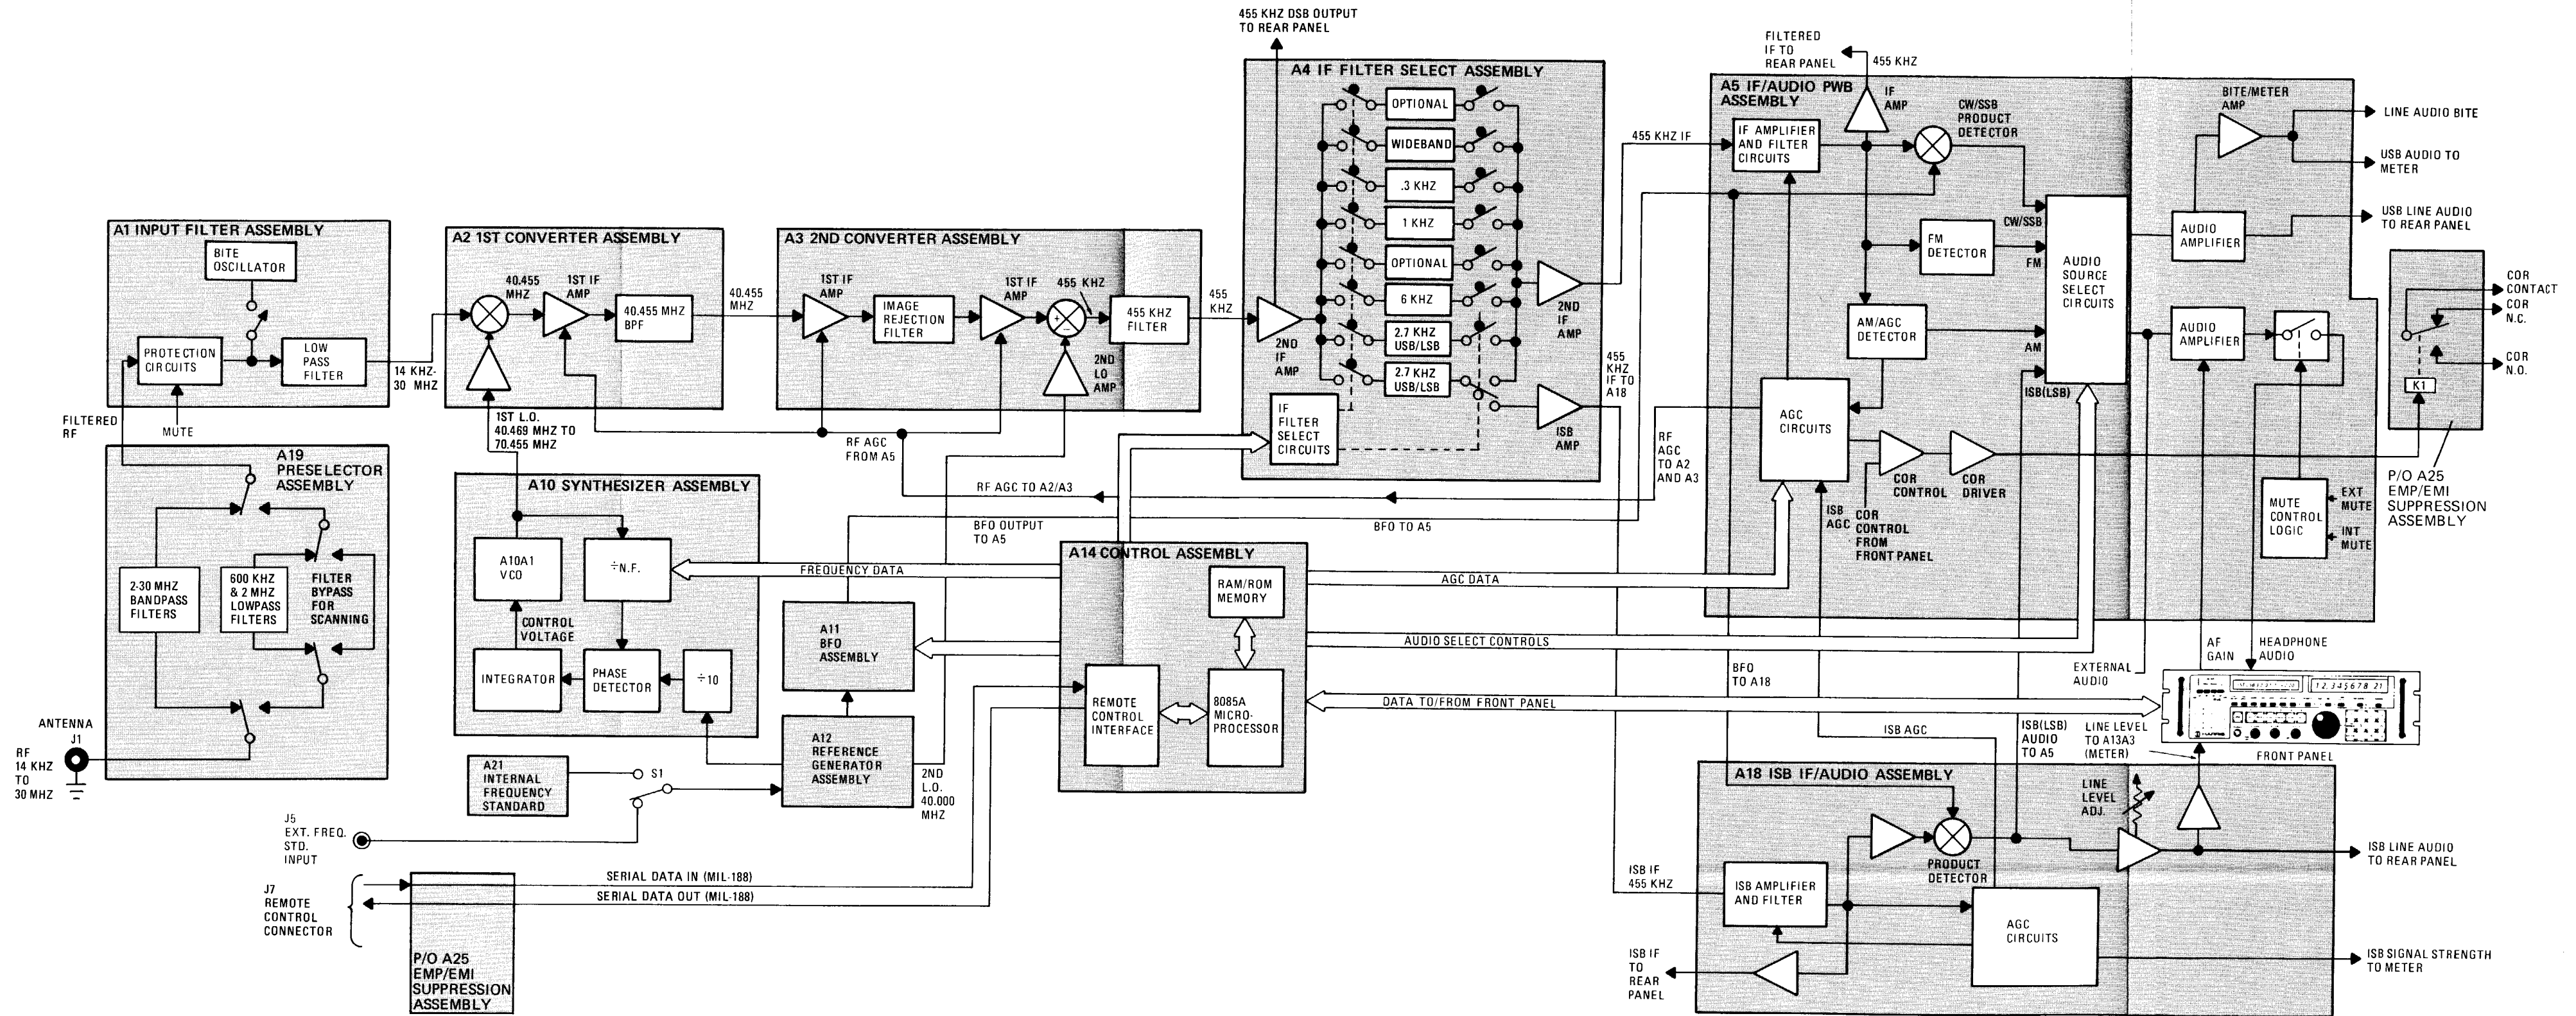 455 KHZ DSB OUTPUT
TO REAR PANEL
A1 INPUT FILTER ASSEMBLY
BITE
OSCILLATOR
PROTECTION
CIRCUITS
LOW
PASS
FILTER
FILTERED
RF
MUTE
14 KHZ-
30 MHZ
A19
PRESELECTOR
ASSEMBLY
2-30 MHZ
BANDPASS
FILTERS
600 KHZ
& 2 MHZ
LOWPASS
FILTERS
FILTER
BYPASS
FOR
SCANNING
ANTENNA
J1
RF
14 KHZ
TO
30 MHZ
A2 1ST CONVERTER ASSEMBLY
40.455
MHZ
1ST IF
AMP
40.455 MHZ
BPF
40.455
MHZ
1ST L.O.
40.469 MHZ TO
70.455 MHZ
A3 2ND CONVERTER ASSEMBLY
1ST IF
AMP
IMAGE
REJECTION
FILTER
1ST IF
AMP
455 KHZ
+
−
455 KHZ
FILTER
2ND
LO
AMP
455
KHZ
RF AGC
FROM A5
A10 SYNTHESIZER ASSEMBLY
A10A1
VCO
÷N.F.
CONTROL
VOLTAGE
INTEGRATOR
PHASE
DETECTOR
÷10
A21
INTERNAL
FREQUENCY
STANDARD
S1
J5
EXT. FREQ.
STD.
INPUT
J7
REMOTE
CONTROL
CONNECTOR
P/O A25
EMP/EMI
SUPPRESSION
ASSEMBLY
SERIAL DATA IN (MIL-188)
SERIAL DATA OUT (MIL-188)
FREQUENCY DATA
A11
BFO
ASSEMBLY
A12
REFERENCE
GENERATOR
ASSEMBLY
2ND
L.O.
40.000
MHZ
RF AGC TO A2/A3
BFO OUTPUT
TO A5
BFO TO A5
A4 IF FILTER SELECT ASSEMBLY
OPTIONAL
WIDEBAND
.3 KHZ
1 KHZ
OPTIONAL
6 KHZ
2.7 KHZ
USB/LSB
2.7 KHZ
USB/LSB
2ND
IF
AMP
2ND
IF
AMP
ISB
AMP
IF
FILTER
SELECT
CIRCUITS
455 KHZ IF
455
KHZ
IF TO
A18
RF
AGC
TO A2
AND A3
A14 CONTROL ASSEMBLY
RAM/ROM
MEMORY
REMOTE
CONTROL
INTERFACE
8085A
MICRO-
PROCESSOR
AGC DATA
AUDIO SELECT CONTROLS
DATA TO/FROM FRONT PANEL
FILTERED
IF TO
REAR PANEL
455 KHZ
A5 IF/AUDIO PWB
ASSEMBLY
IF
AMP
CW/SSB
PRODUCT
DETECTOR
IF AMPLIFIER
AND FILTER
CIRCUITS
FM
DETECTOR
AM/AGC
DETECTOR
AGC
CIRCUITS
CW/SSB
FM
AM
ISB(LSB)
AUDIO
SOURCE
SELECT
CIRCUITS
COR
CONTROL
COR
DRIVER
ISB
AGC
COR
CONTROL
FROM
FRONT PANEL
BITE/METER
AMP
AUDIO
AMPLIFIER
AUDIO
AMPLIFIER
MUTE
CONTROL
LOGIC
EXT
MUTE
INT
MUTE
LINE AUDIO BITE
USB AUDIO TO
METER
USB LINE AUDIO
TO REAR PANEL
COR
CONTACT
COR
N.C.
COR
N.O.
K1
P/O A25
EMP/EMI
SUPPRESSION
ASSEMBLY
BFO
TO A18
EXTERNAL
AUDIO
AF
GAIN
HEADPHONE
AUDIO
12.345678 21
FRONT PANEL
ISB AGC
ISB(LSB)
AUDIO
TO A5
LINE LEVEL
TO A13A3
(METER)
A18 ISB IF/AUDIO ASSEMBLY
LINE
LEVEL
ADJ.
PRODUCT
DETECTOR
ISB IF
455 KHZ
ISB AMPLIFIER
AND FILTER
AGC
CIRCUITS
ISB IF
TO
REAR
PANEL
ISB LINE AUDIO
TO REAR PANEL
ISB SIGNAL STRENGTH
TO METER